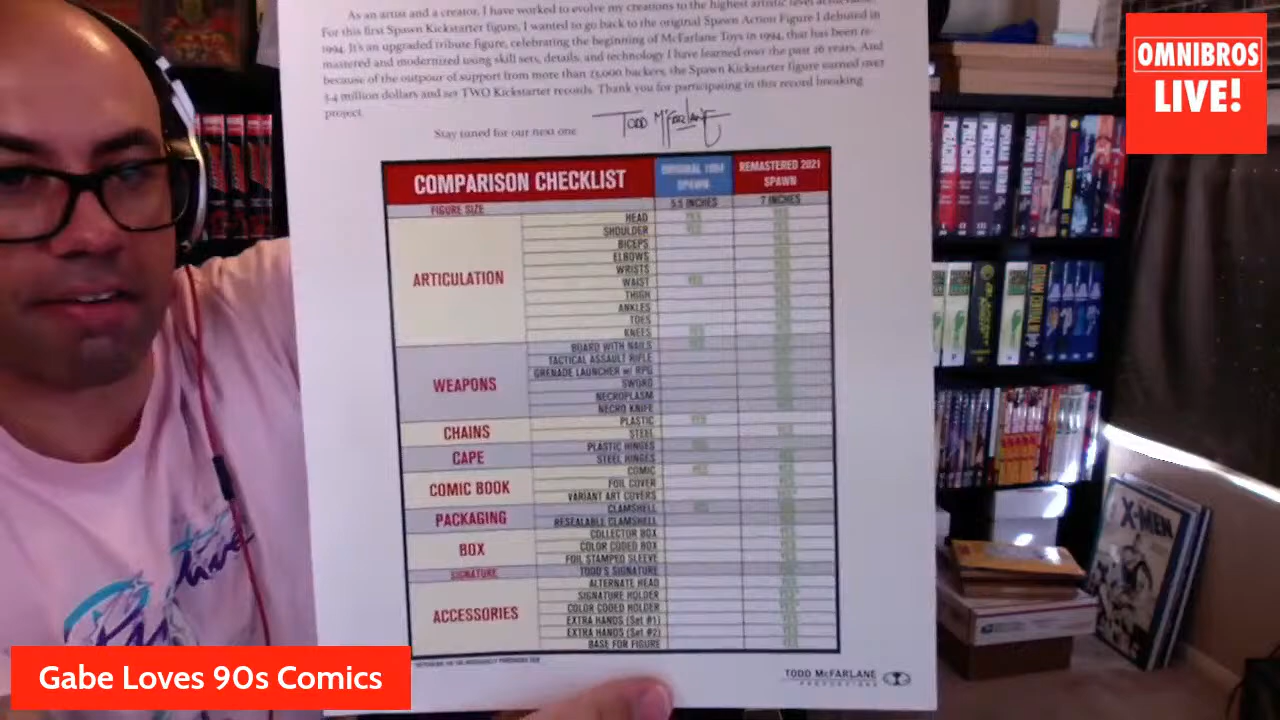 As an artist and a creator, I have worked to evolve my creations to the highest artistic level
For this first Spawn Kickstarter figure, I wanted to go back to the original Spawn Action Figure I debuted in
1994. It's an upgraded tribute figure, celebrating the beginning of McFarlane Toys in 1994, that has been re-
mastered and modernized using skill sets, details, and technology I have learned over the past 26 years. And
because of the outpour of support from more than backers, the Spawn Kickstarter figure earned over
3.4 million dollars and set TWO Kickstarter records. Thank you for participating in this record breaking
project.
Stay tuned for our next one
TODD McFARLANE
OMNIBROS
LIVE!
COMPARISON CHECKLIST
ORIGINAL 1994
SPAWN
REMASTERED 2021
SPAWN
FIGURE SIZE
5.5 INCHES
7 INCHES
ARTICULATION
HEAD
SHOULDER
BICEPS
ELBOWS
WRISTS
WAIST
THIGH
ANKLES
TOES
KNEES
WEAPONS
BOARD WITH NAILS
TACTICAL ASSAULT RIFLE
GRENADE LAUNCHER w/ RPG
SWORD
NECROPLASM
NECRO KNIFE
CHAINS
PLASTIC
STEEL
CAPE
PLASTIC HINGES
STEEL HINGES
COMIC BOOK
COMIC
FOIL COVER
VARIANT ART COVERS
PACKAGING
CLAMSHELL
RESEALABLE CLAMSHELL
BOX
COLLECTOR BOX
COLOR CODED BOX
FOIL STAMPED SLEEVE
SIGNATURE
TODD'S SIGNATURE
ACCESSORIES
ALTERNATE HEAD
SIGNATURE HOLDER
COLOR CODED HOLDER
EXTRA HANDS (Set #1)
EXTRA HANDS (Set #2)
BASE FOR FIGURE
TODD McFARLANE
PRODUCTIONS
X-MEN
Gabe Loves 90s Comics